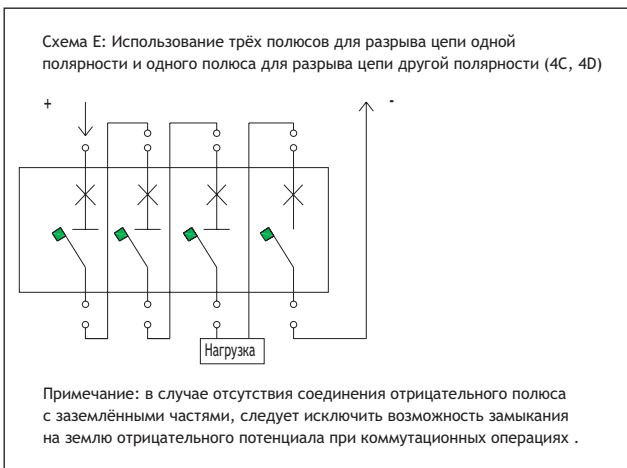 Схема E: Использование трёх полюсов для разрыва цепи одной
полярности и одного полюса для разрыва цепи другой полярности (4C, 4D)
+ -
Нагрузка
Примечание: в случае отсутствия соединения отрицательного полюса
с заземлёнными частями, следует исключить возможность замыкания
на землю отрицательного потенциала при коммутационных операциях .